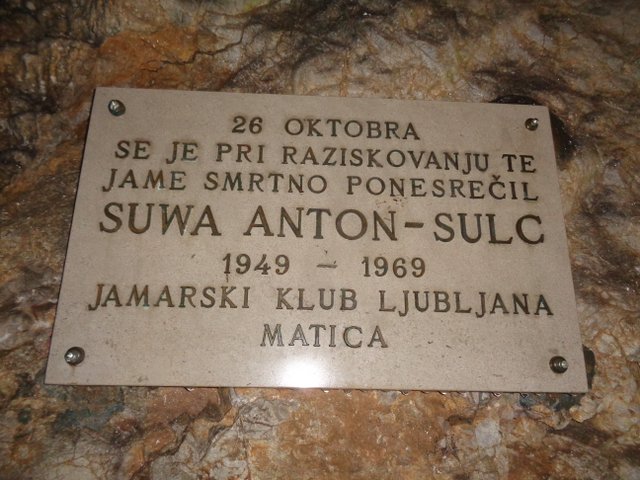 26 OKTOBRA
SE JE PRI RAZISKOVANJU TE
JAME SMRTNO PONESREČIL
SUWA ANTON-SULC
1949 - 1969
JAMARSKI KLUB LJUBLJANA
MATICA